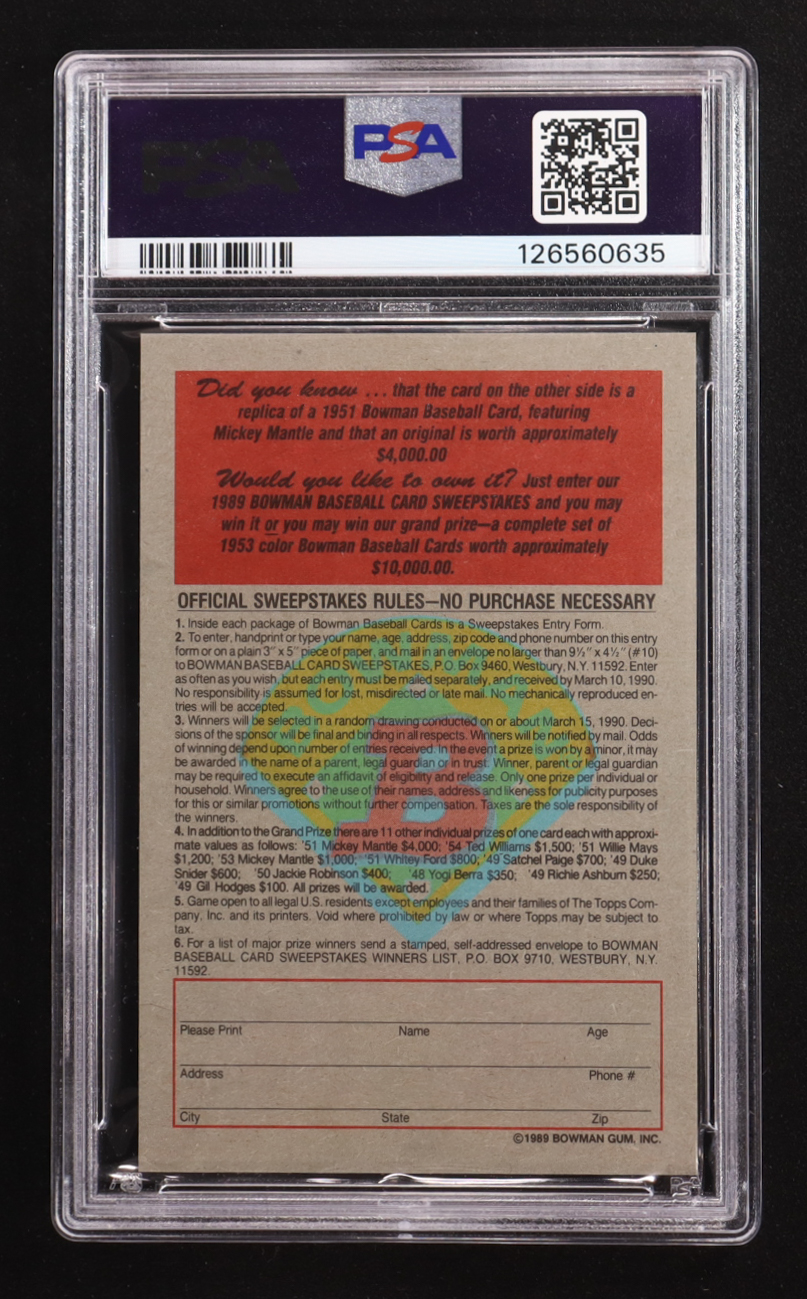 PSA
PSA
126560635
Did you know ... that the card on the other side is a
replica of a 1951 Bowman Baseball Card, featuring
Mickey Mantle and that an original is worth approximately
$4,000.00
Would you like to own it? Just enter our
1989 BOWMAN BASEBALL CARD SWEEPSTAKES and you may
win it or you may win our grand prize—a complete set of
1953 color Bowman Baseball Cards worth approximately
$10,000.00.
OFFICIAL SWEEPSTAKES RULES—NO PURCHASE NECESSARY
1. Inside each package of Bowman Baseball Cards is a Sweepstakes Entry Form.
2. To enter, handprint or type your name, age, address, zip code and phone number on this entry
form or on a plain 3" x 5" piece of paper, and mail in an envelope no larger than 9½" x 4½" (#10)
to BOWMAN BASEBALL CARD SWEEPSTAKES, P.O. Box 9460, Westbury, N.Y. 11592. Enter
as often as you wish, but each entry must be mailed separately, and received by March 10, 1990.
No responsibility is assumed for lost, misdirected or late mail. No mechanically reproduced en-
tries will be accepted.
3. Winners will be selected in a random drawing conducted on or about March 15, 1990. Deci-
sions of the sponsor will be final and binding in all respects. Winners will be notified by mail. Odds
of winning depend upon number of entries received. In the event a prize is won by a minor, it may
be awarded in the name of a parent, legal guardian or in trust. Winner, parent or legal guardian
may be required to execute an affidavit of eligibility and release. Only one prize per individual or
household. Winners agree to the use of their names, address and likeness for publicity purposes
for this or similar promotions without further compensation. Taxes are the sole responsibility of
the winners.
4. In addition to the Grand Prize there are 11 other individual prizes of one card each with approxi-
mate values as follows: '51 Mickey Mantle $4,000; '54 Ted Williams $1,500; '51 Willie Mays
$1,200; '53 Mickey Mantle $1,000; '51 Whitey Ford $800; '49 Satchel Paige $700; '49 Duke
Snider $600; '50 Jackie Robinson $400; '48 Yogi Berra $350; '49 Richie Ashburn $250;
'49 Gil Hodges $100. All prizes will be awarded.
5. Game open to all legal U.S. residents except employees and their families of The Topps Com-
pany, Inc. and its printers. Void where prohibited by law or where Topps may be subject to
tax.
6. For a list of major prize winners send a stamped, self-addressed envelope to BOWMAN
BASEBALL CARD SWEEPSTAKES WINNERS LIST, P.O. BOX 9710, WESTBURY, N.Y.
11592.
Please Print Name Age
Address Phone #
City State Zip
©1989 BOWMAN GUM, INC.